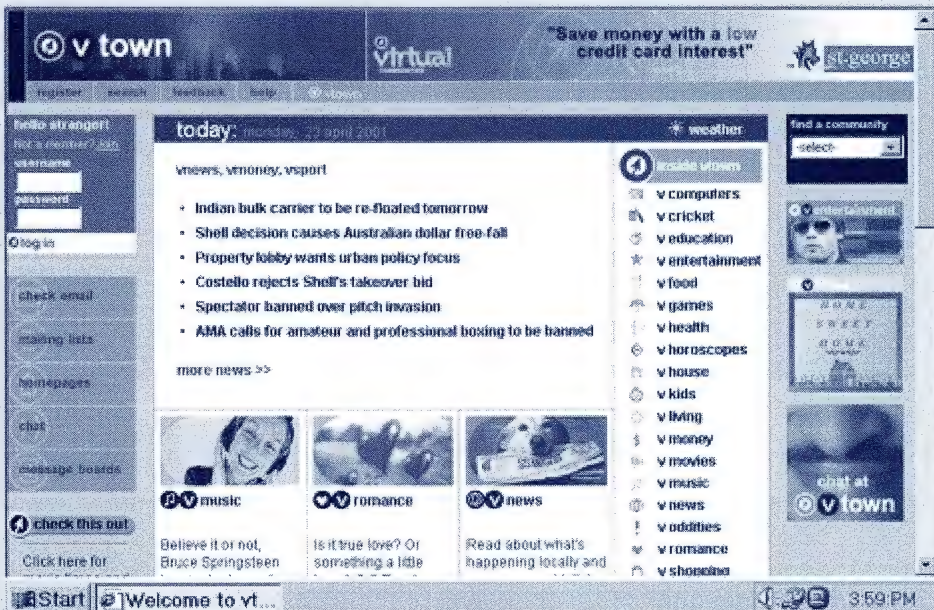 v town
vırtual
"Save money with a low
credit card interest"
st.george
register search feedback help vtown
hello stranger!
Not a member? Join
username
password
log in
check email
mailing lists
homepages
chat
message boards
check this out
Click here for
today: monday, 23 april 2001
weather
vnews, vmoney, vsport
• Indian bulk carrier to be re-floated tomorrow
• Shell decision causes Australian dollar free-fall
• Property lobby wants urban policy focus
• Costello rejects Shell's takeover bid
• Spectator banned over pitch invasion
• AMA calls for amateur and professional boxing to be banned
more news >>
v music
Believe it or not,
Bruce Springsteen
v romance
Is it true love? Or
something a little
v news
Read about what's
happening locally and
inside vtown
v computers
v cricket
v education
v entertainment
v food
v games
v health
v horoscopes
v house
v kids
v living
v money
v movies
v music
v news
v oddities
v romance
v shopping
find a community
-select-
v entertainment
HOME
SWEET
HOME
chat at
v town
Start Welcome to vt... 3:59 PM